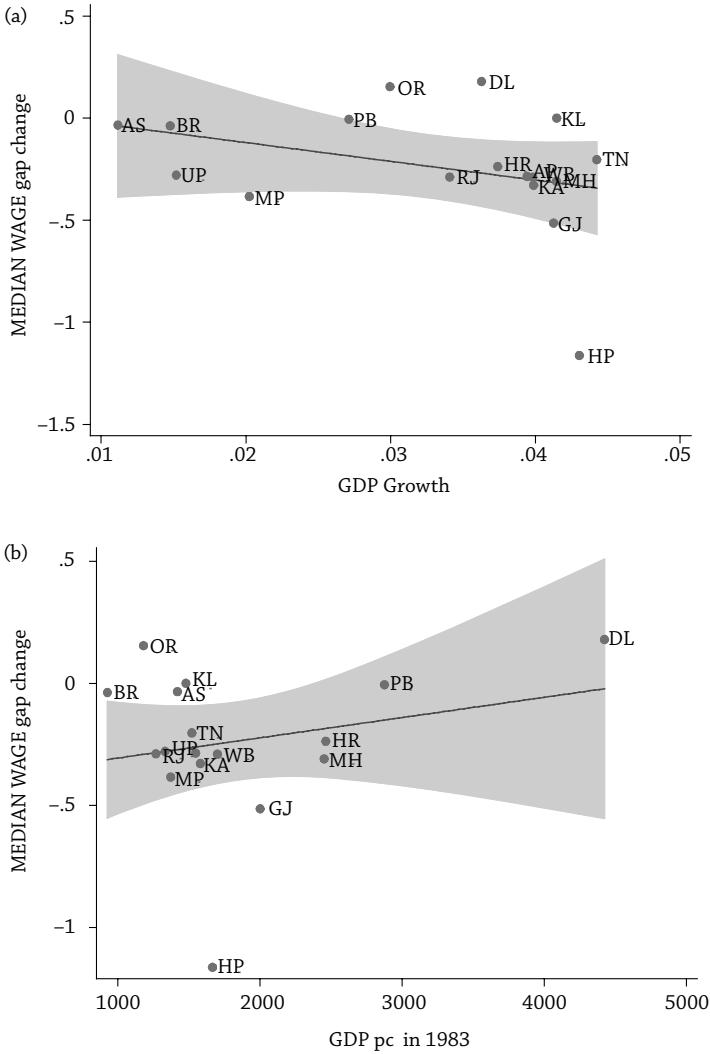 (a)
MEDIAN WAGE gap change
.5
0
−.5
−1
−1.5
OR
DL
PB
KL
AS
BR
UP
MP
RJ
HR
AP
WB
TN
MH
KA
GJ
HP
.01 .02 .03 .04 .05
GDP Growth
(b)
MEDIAN WAGE gap change
.5
0
−.5
−1
OR
DL
KL
PB
BR
AS
TN
UP
RJ
KA
WB
HR
MH
MP
GJ
HP
1000 2000 3000 4000 5000
GDP pc in 1983